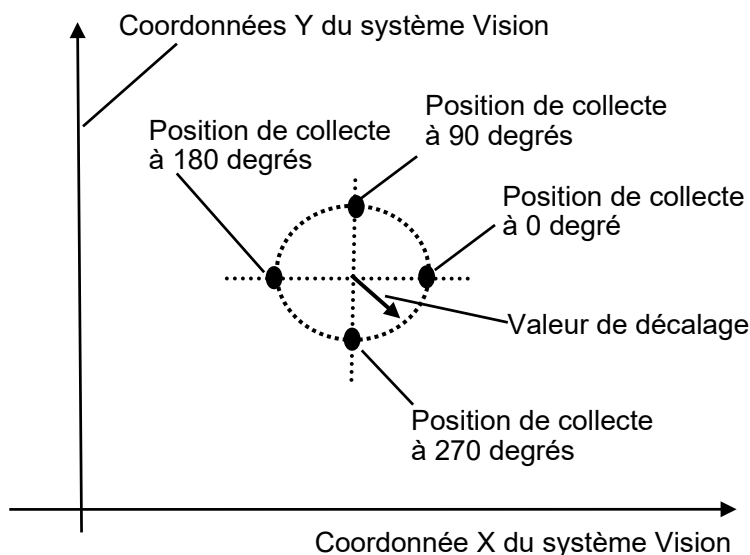 Coordonnées Y du système Vision
Position de collecte
à 90 degrés
Position de collecte
à 180 degrés
Position de collecte
à 0 degré
Valeur de décalage
Position de collecte
à 270 degrés
Coordonnée X du système Vision